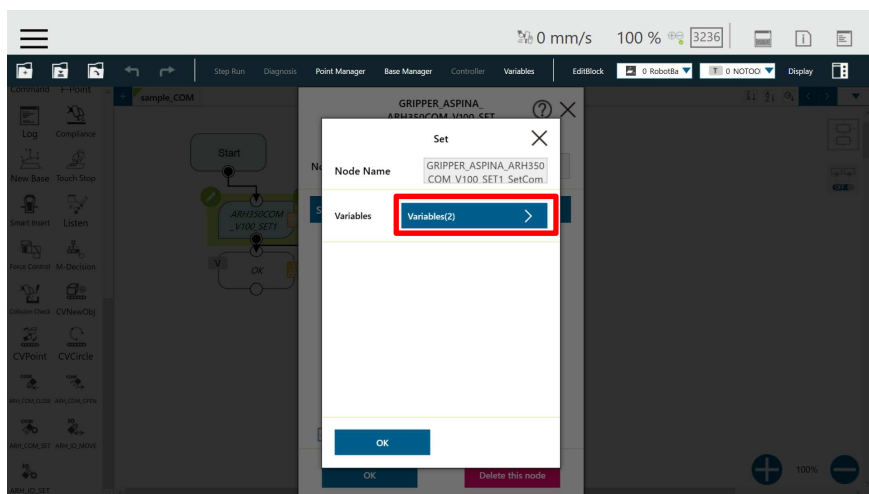 0 mm/s 100 % 3236
Step Run Diagnosis Point Manager Base Manager Controller Variables EditBlock 0 RobotBa 0 NOTOO Display
Command F-Point
sample_COM
Log Compliance
New Base Touch Stop
Smart Insert Listen
Force Control M-Decision
Collision Check CVNewObj
CVPoint CVCircle
ARH_COM_CLOSE ARH_COM_OPEN
ARH_COM_SET ARH_IO_MOVE
ARH_IO_SET
Start
ARH350COM
_V100_SET1
V OK
GRIPPER_ASPINA_
ARH350COM_V100_SET
Set
Node Name
GRIPPER_ASPINA_ARH350
COM_V100_SET1_SetCom
Variables Variables(2)
OK
OK Delete this node
100%